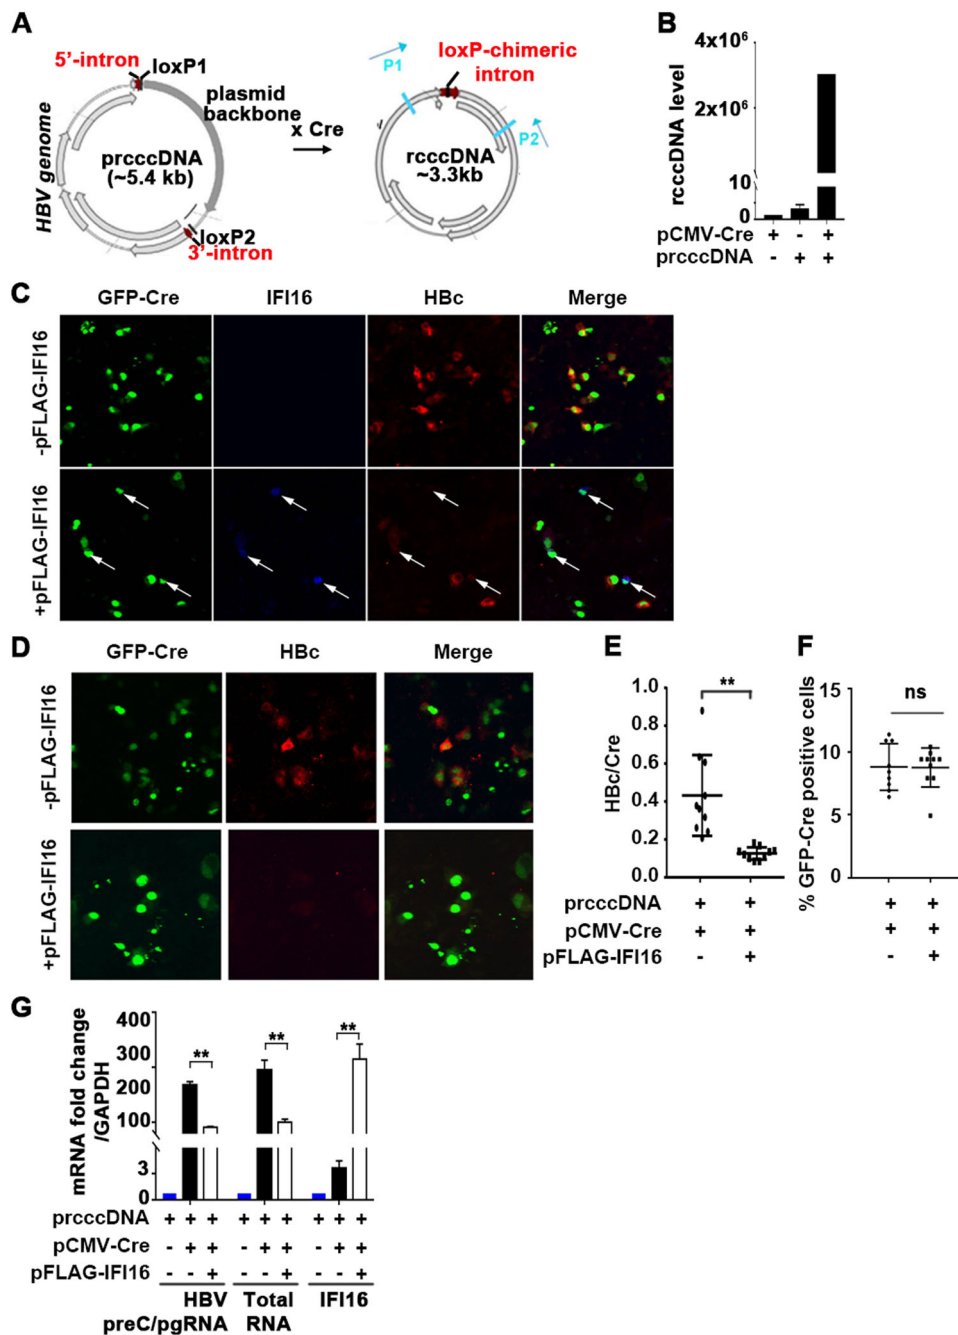 A
5'-intron
loxP1
plasmid
backbone
HBV genome
prcccDNA
(~5.4 kb)
loxP2
3'-intron
x Cre
P1
loxP-chimeric
intron
P2
rcccDNA
~3.3kb
B
rcccDNA level
4x10⁶
2x10⁶
10
0
pCMV-Cre + - +
prcccDNA - + +
C
GFP-Cre IFI16 HBc Merge
-pFLAG-IFI16
+pFLAG-IFI16
D
GFP-Cre HBc Merge
-pFLAG-IFI16
+pFLAG-IFI16
E
HBc/Cre
**
1.0
0.8
0.6
0.4
0.2
0.0
prcccDNA + +
pCMV-Cre + +
pFLAG-IFI16 - +
F
% GFP-Cre positive cells
ns
15
10
5
0
+ +
+ +
- +
G
mRNA fold change
/GAPDH
400
300
200
100
3
0
** ** **
prcccDNA + + + + + + + + +
pCMV-Cre - + + - + + - + +
pFLAG-IFI16 - - + - - + - - +
HBV Total IFI16
preC/pgRNA RNA